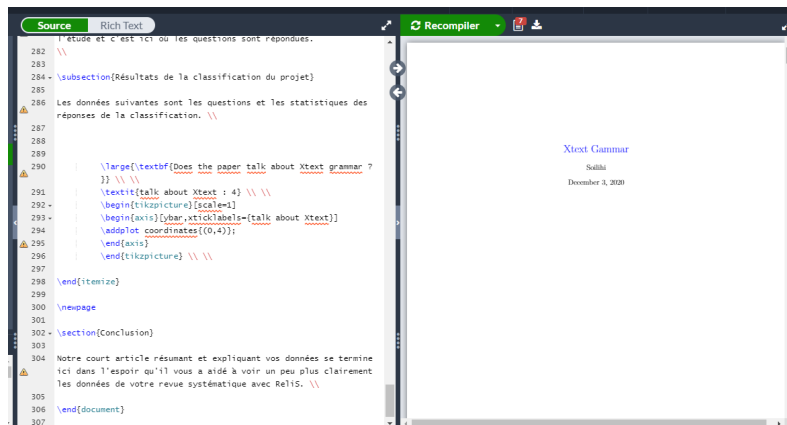 Source Rich Text
Recompiler 7
l'étude et c'est ici où les questions sont répondues.
282 \\
283
284 \subsection{Résultats de la classification du projet}
285
286 Les données suivantes sont les questions et les statistiques des
réponses de la classification. \\
287
288
289
290 \large{\textbf{Does the paper talk about Xtext grammar ?
}} \\ \\
291 \textit{talk about Xtext : 4} \\ \\
292 \begin{tikzpicture}[scale=1]
293 \begin{axis}[ybar,xticklabels={talk about Xtext}]
294 \addplot coordinates{(0,4)};
295 \end{axis}
296 \end{tikzpicture} \\ \\
297
298 \end{itemize}
299
300 \newpage
301
302 \section{Conclusion}
303
304 Notre court article résumant et expliquant vos données se termine
ici dans l'espoir qu'il vous a aidé à voir un peu plus clairement
les données de votre revue systématique avec ReliS. \\
305
306 \end{document}
307
Xtext Gammar
Soilihi
December 3, 2020